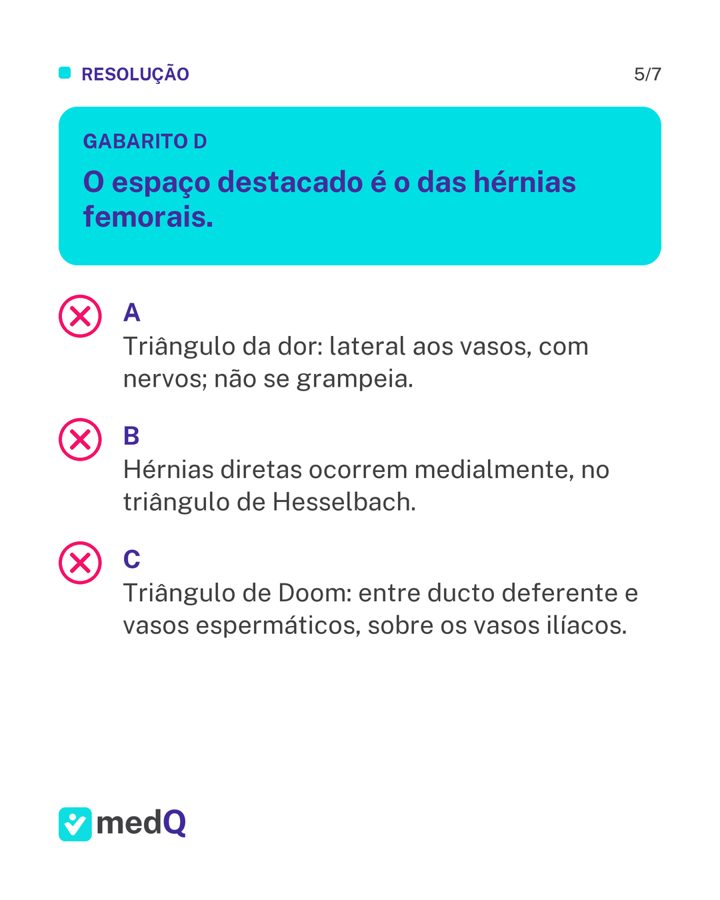 RESOLUÇÃO
5/7
GABARITO D
O espaço destacado é o das hérnias
femorais.
A
Triângulo da dor: lateral aos vasos, com
nervos; não se grampeia.
B
Hérnias diretas ocorrem medialmente, no
triângulo de Hesselbach.
C
Triângulo de Doom: entre ducto deferente e
vasos espermáticos, sobre os vasos ilíacos.
medQ